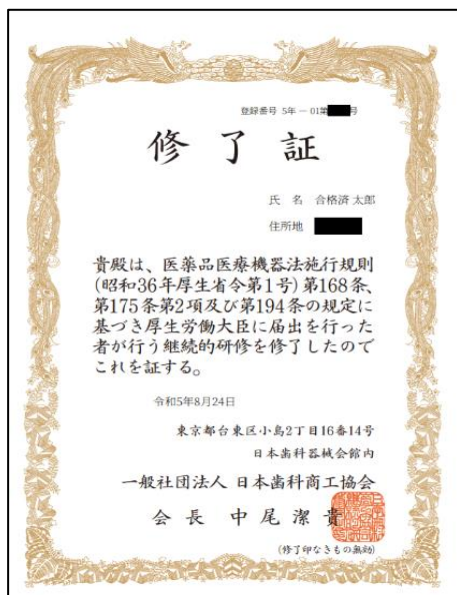 登録番号 5年 － 01第 号
修了証
氏 名 合格済 太郎
住所地
貴殿は、医薬品医療機器法施行規則
(昭和36年厚生省令第1号)第168条、
第175条第2項及び第194条の規定に
基づき厚生労働大臣に届出を行った
者が行う継続的研修を修了したので
これを証する。
令和5年8月24日
東京都台東区小島2丁目16番14号
日本歯科器械会館内
一般社団法人 日本歯科商工協会
会 長 中 尾 潔 貴
(修了印なきもの無効)